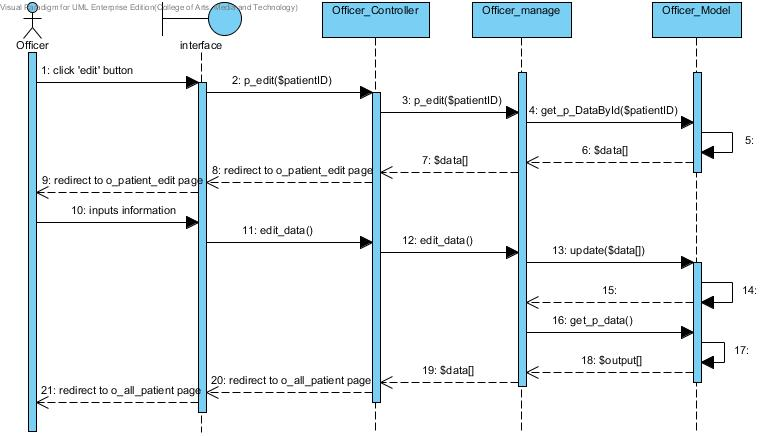 Visual Paradigm for UML Enterprise Edition(College of Arts, Media and Technology)
Officer_Controller
Officer_manage
Officer_Model
Officer
interface
1: click 'edit' button
2: p_edit($patientID)
3: p_edit($patientID)
4: get_p_DataById($patientID)
5:
6: $data[]
7: $data[]
8: redirect to o_patient_edit page
9: redirect to o_patient_edit page
10: inputs information
11: edit_data()
12: edit_data()
13: update($data[])
14:
15:
16: get_p_data()
17:
18: $output[]
19: $data[]
20: redirect to o_all_patient page
21: redirect to o_all_patient page